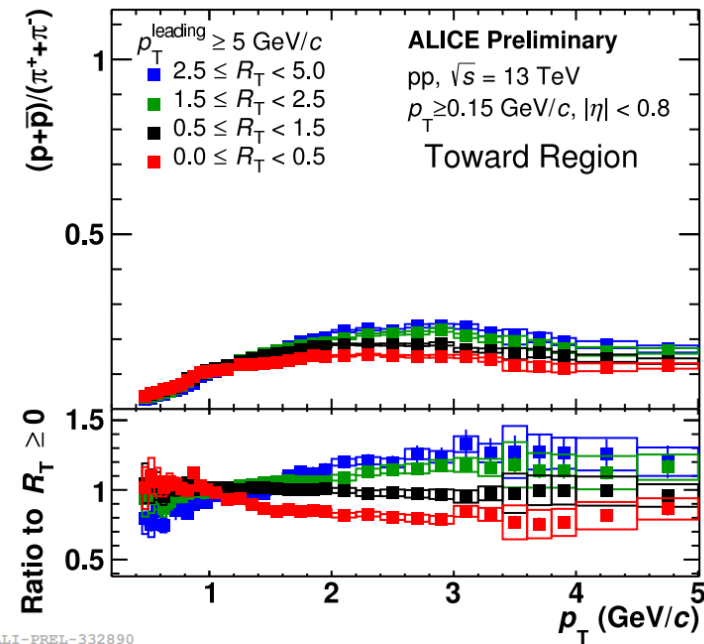 (p+p̅)/(π⁺+π⁻)
1
0.5
p_T^leading ≥ 5 GeV/c
2.5 ≤ R_T < 5.0
1.5 ≤ R_T < 2.5
0.5 ≤ R_T < 1.5
0.0 ≤ R_T < 0.5
ALICE Preliminary
pp, √s = 13 TeV
p_T≥0.15 GeV/c, |η| < 0.8
Toward Region
Ratio to R_T ≥ 0
1.5
1
0.5
1 2 3 4 5
p_T (GeV/c)
ALI-PREL-332890